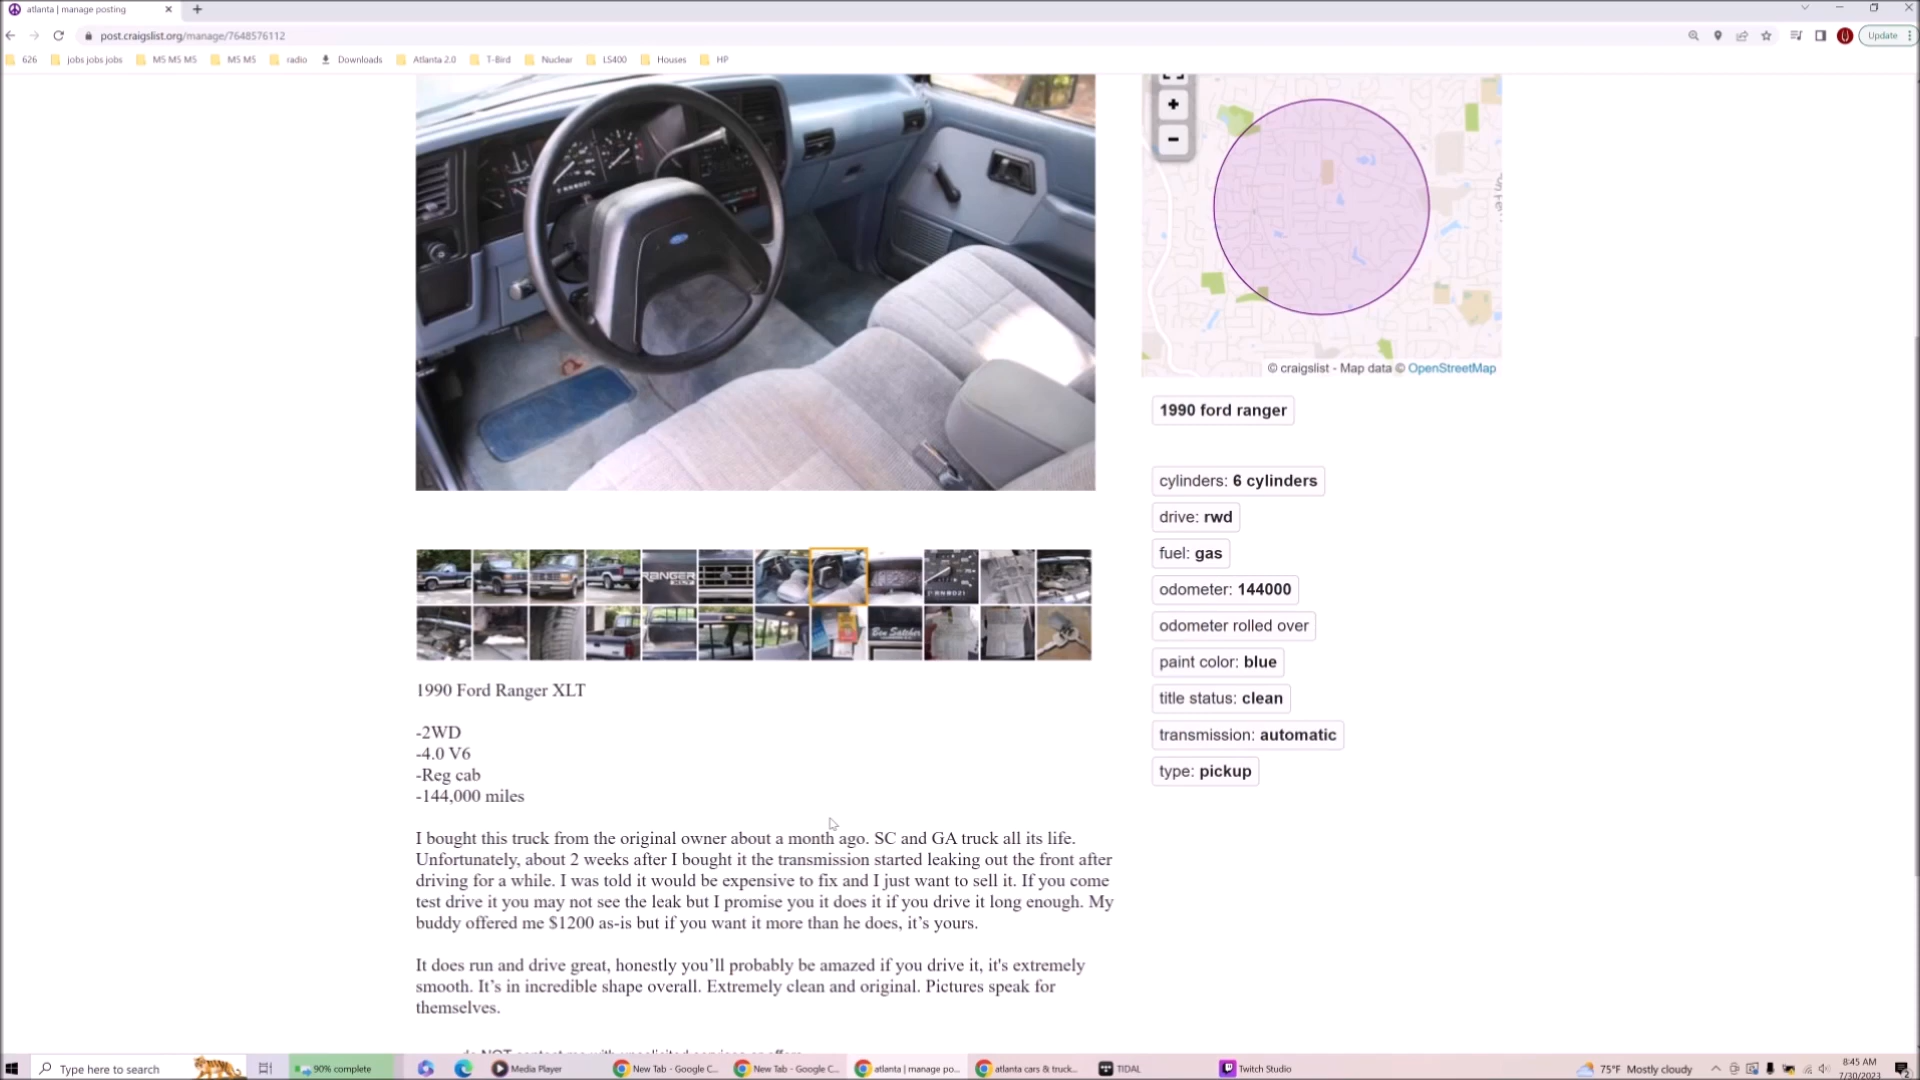 atlanta | manage posting
post.craigslist.org/manage/7648576112
Update
626
jobs jobs jobs
M5 M5 M5
M5 M5
radio
Downloads
Atlanta 2.0
T-Bird
Nuclear
LS400
Houses
HP
+
−
© craigslist - Map data © OpenStreetMap
1990 ford ranger
cylinders: 6 cylinders
drive: rwd
fuel: gas
odometer: 144000
odometer rolled over
paint color: blue
title status: clean
transmission: automatic
type: pickup
RANGER
XLT
1990 Ford Ranger XLT
-2WD
-4.0 V6
-Reg cab
-144,000 miles
I bought this truck from the original owner about a month ago. SC and GA truck all its life.
Unfortunately, about 2 weeks after I bought it the transmission started leaking out the front after
driving for a while. I was told it would be expensive to fix and I just want to sell it. If you come
test drive it you may not see the leak but I promise you it does it if you drive it long enough. My
buddy offered me $1200 as-is but if you want it more than he does, it’s yours.
It does run and drive great, honestly you’ll probably be amazed if you drive it, it's extremely
smooth. It’s in incredible shape overall. Extremely clean and original. Pictures speak for
themselves.
do NOT contact me with unsolicited services or offers
Type here to search
90% complete
Media Player
New Tab - Google C...
New Tab - Google C...
atlanta | manage po...
atlanta cars & truck...
TIDAL
Twitch Studio
75°F Mostly cloudy
8:45 AM
7/30/2023